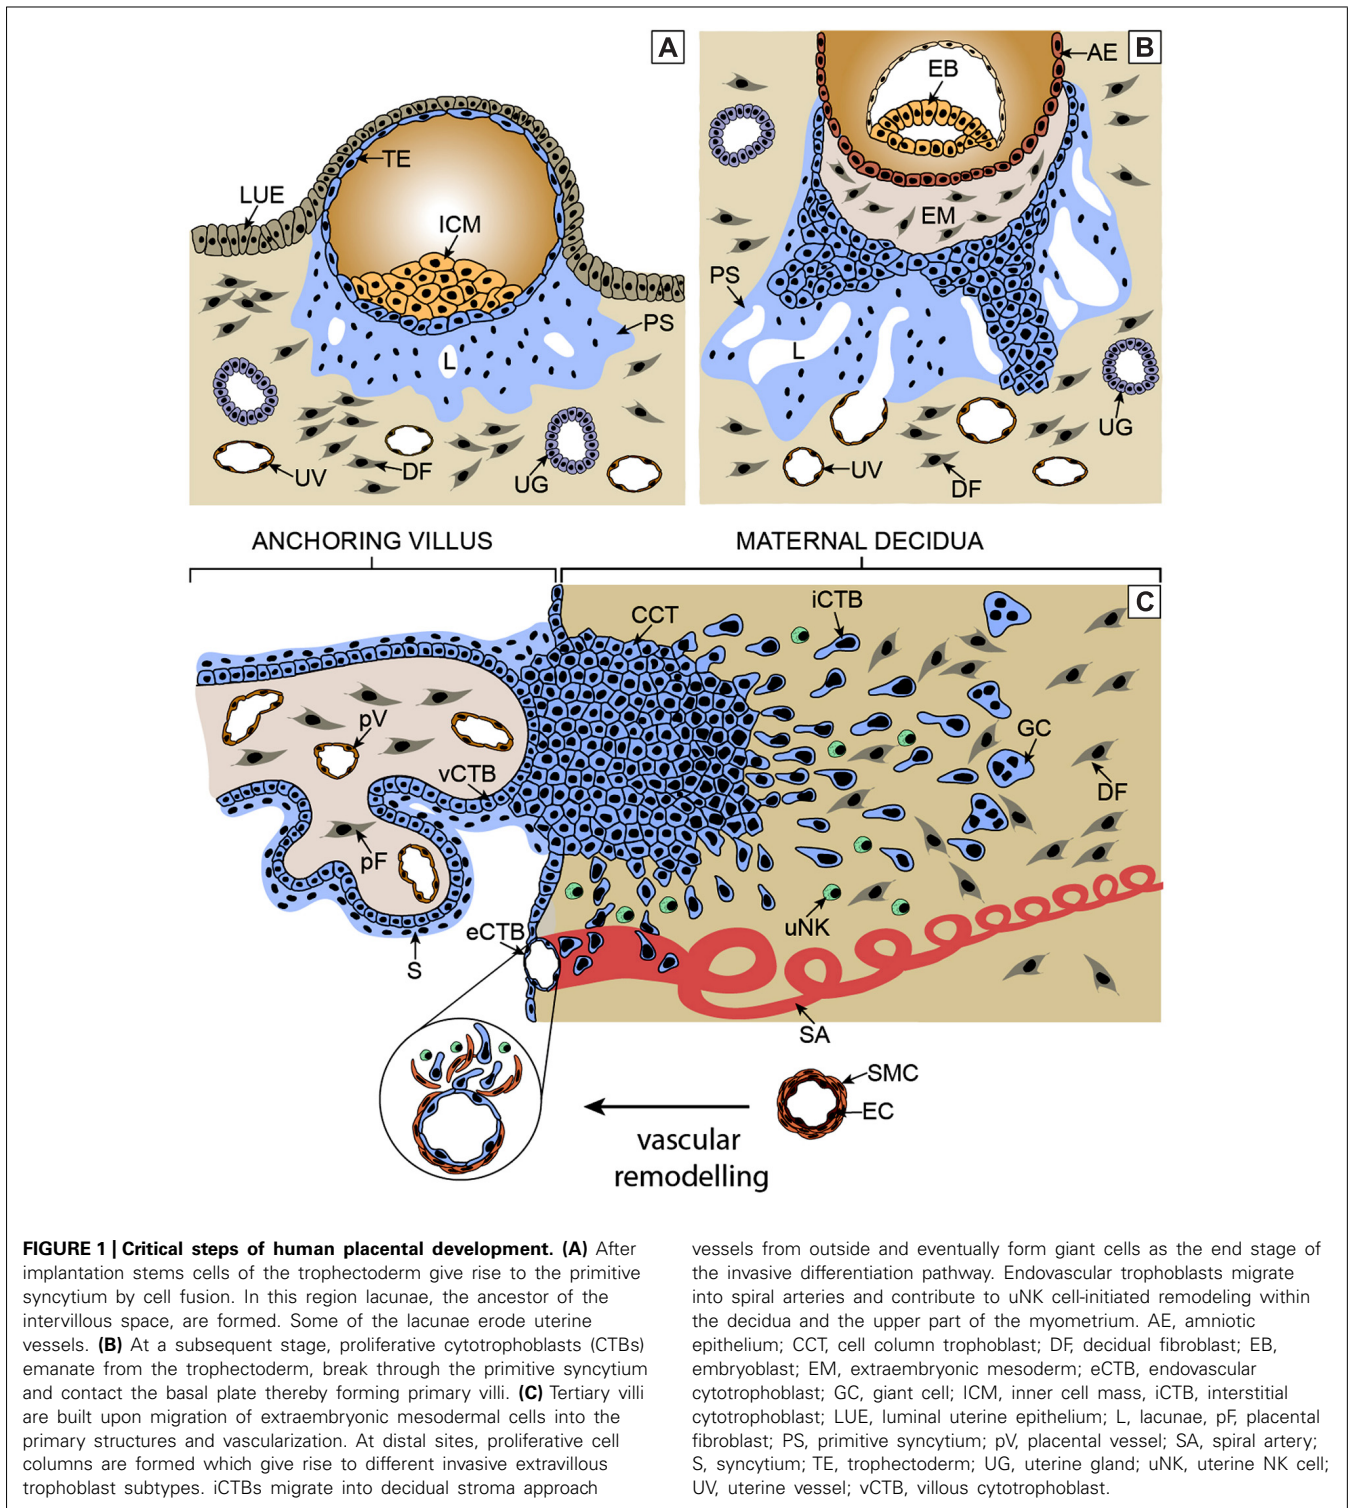 A
TE
LUE
ICM
PS
L
UV
DF
UG
B
AE
EB
EM
PS
L
UG
UV
DF
ANCHORING VILLUS
MATERNAL DECIDUA
C
CCT
iCTB
pV
GC
vCTB
DF
pF
uNK
eCTB
S
SA
SMC
EC
vascular
remodelling
FIGURE 1 | Critical steps of human placental development. (A) After
implantation stems cells of the trophectoderm give rise to the primitive
syncytium by cell fusion. In this region lacunae, the ancestor of the
intervillous space, are formed. Some of the lacunae erode uterine
vessels. (B) At a subsequent stage, proliferative cytotrophoblasts (CTBs)
emanate from the trophectoderm, break through the primitive syncytium
and contact the basal plate thereby forming primary villi. (C) Tertiary villi
are built upon migration of extraembryonic mesodermal cells into the
primary structures and vascularization. At distal sites, proliferative cell
columns are formed which give rise to different invasive extravillous
trophoblast subtypes. iCTBs migrate into decidual stroma approach
vessels from outside and eventually form giant cells as the end stage of
the invasive differentiation pathway. Endovascular trophoblasts migrate
into spiral arteries and contribute to uNK cell-initiated remodeling within
the decidua and the upper part of the myometrium. AE, amniotic
epithelium; CCT, cell column trophoblast; DF, decidual fibroblast; EB,
embryoblast; EM, extraembryonic mesoderm; eCTB, endovascular
cytotrophoblast; GC, giant cell; ICM, inner cell mass, iCTB, interstitial
cytotrophoblast; LUE, luminal uterine epithelium; L, lacunae, pF, placental
fibroblast; PS, primitive syncytium; pV, placental vessel; SA, spiral artery;
S, syncytium; TE, trophectoderm; UG, uterine gland; uNK, uterine NK cell;
UV, uterine vessel; vCTB, villous cytotrophoblast.